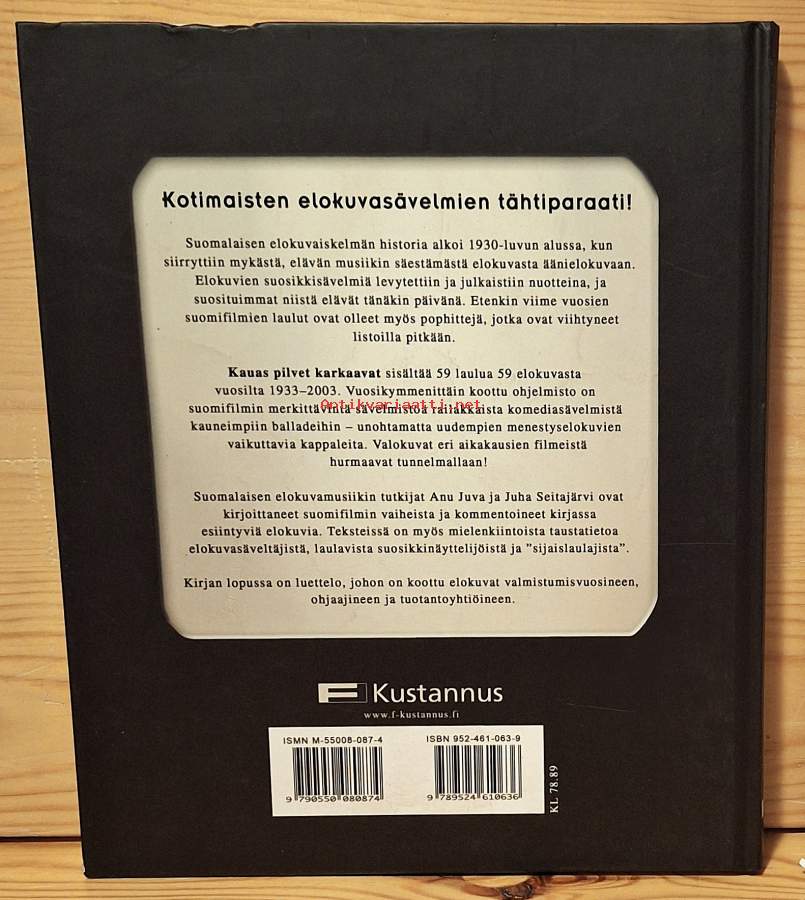 Kotimaisten elokuvasävelmien tähtiparaati!
Suomalaisen elokuvaiskelmän historia alkoi 1930-luvun alussa, kun
siirryttiin mykästä, elävän musiikin säestämästä elokuvasta äänielokuvaan.
Elokuvien suosikkisävelmiä levytettiin ja julkaistiin nuotteina, ja
suosituimmat niistä elävät tänäkin päivänä. Etenkin viime vuosien
suomifilmien laulut ovat olleet myös pophittejä, jotka ovat viihtyneet
listoilla pitkään.
Kauas pilvet karkaavat sisältää 59 laulua 59 elokuvasta
vuosilta 1933–2003. Vuosikymmenittäin koottu ohjelmisto on
Antikvariaatti.net
suomifilmin merkittävintä sävelmistöä railakkaista komediasävelmistä
kauneimpiin balladeihin – unohtamatta uudempien menestyselokuvien
vaikuttavia kappaleita. Valokuvat eri aikakausien filmeistä
hurmaavat tunnelmallaan!
Suomalaisen elokuvamusiikin tutkijat Anu Juva ja Juha Seitajärvi ovat
kirjoittaneet suomifilmin vaiheista ja kommentoineet kirjassa
esiintyviä elokuvia. Teksteissä on myös mielenkiintoista taustatietoa
elokuvasäveltäjistä, laulavista suosikkinäyttelijöistä ja "sijaislaulajista".
Kirjan lopussa on luettelo, johon on koottu elokuvat valmistumisvuosineen,
ohjaajineen ja tuotantoyhtiöineen.
F Kustannus
www.f-kustannus.fi
ISMN M-55008-087-4
9 790550 080874
ISBN 952-461-063-9
9 789524 610636
KL 78.89